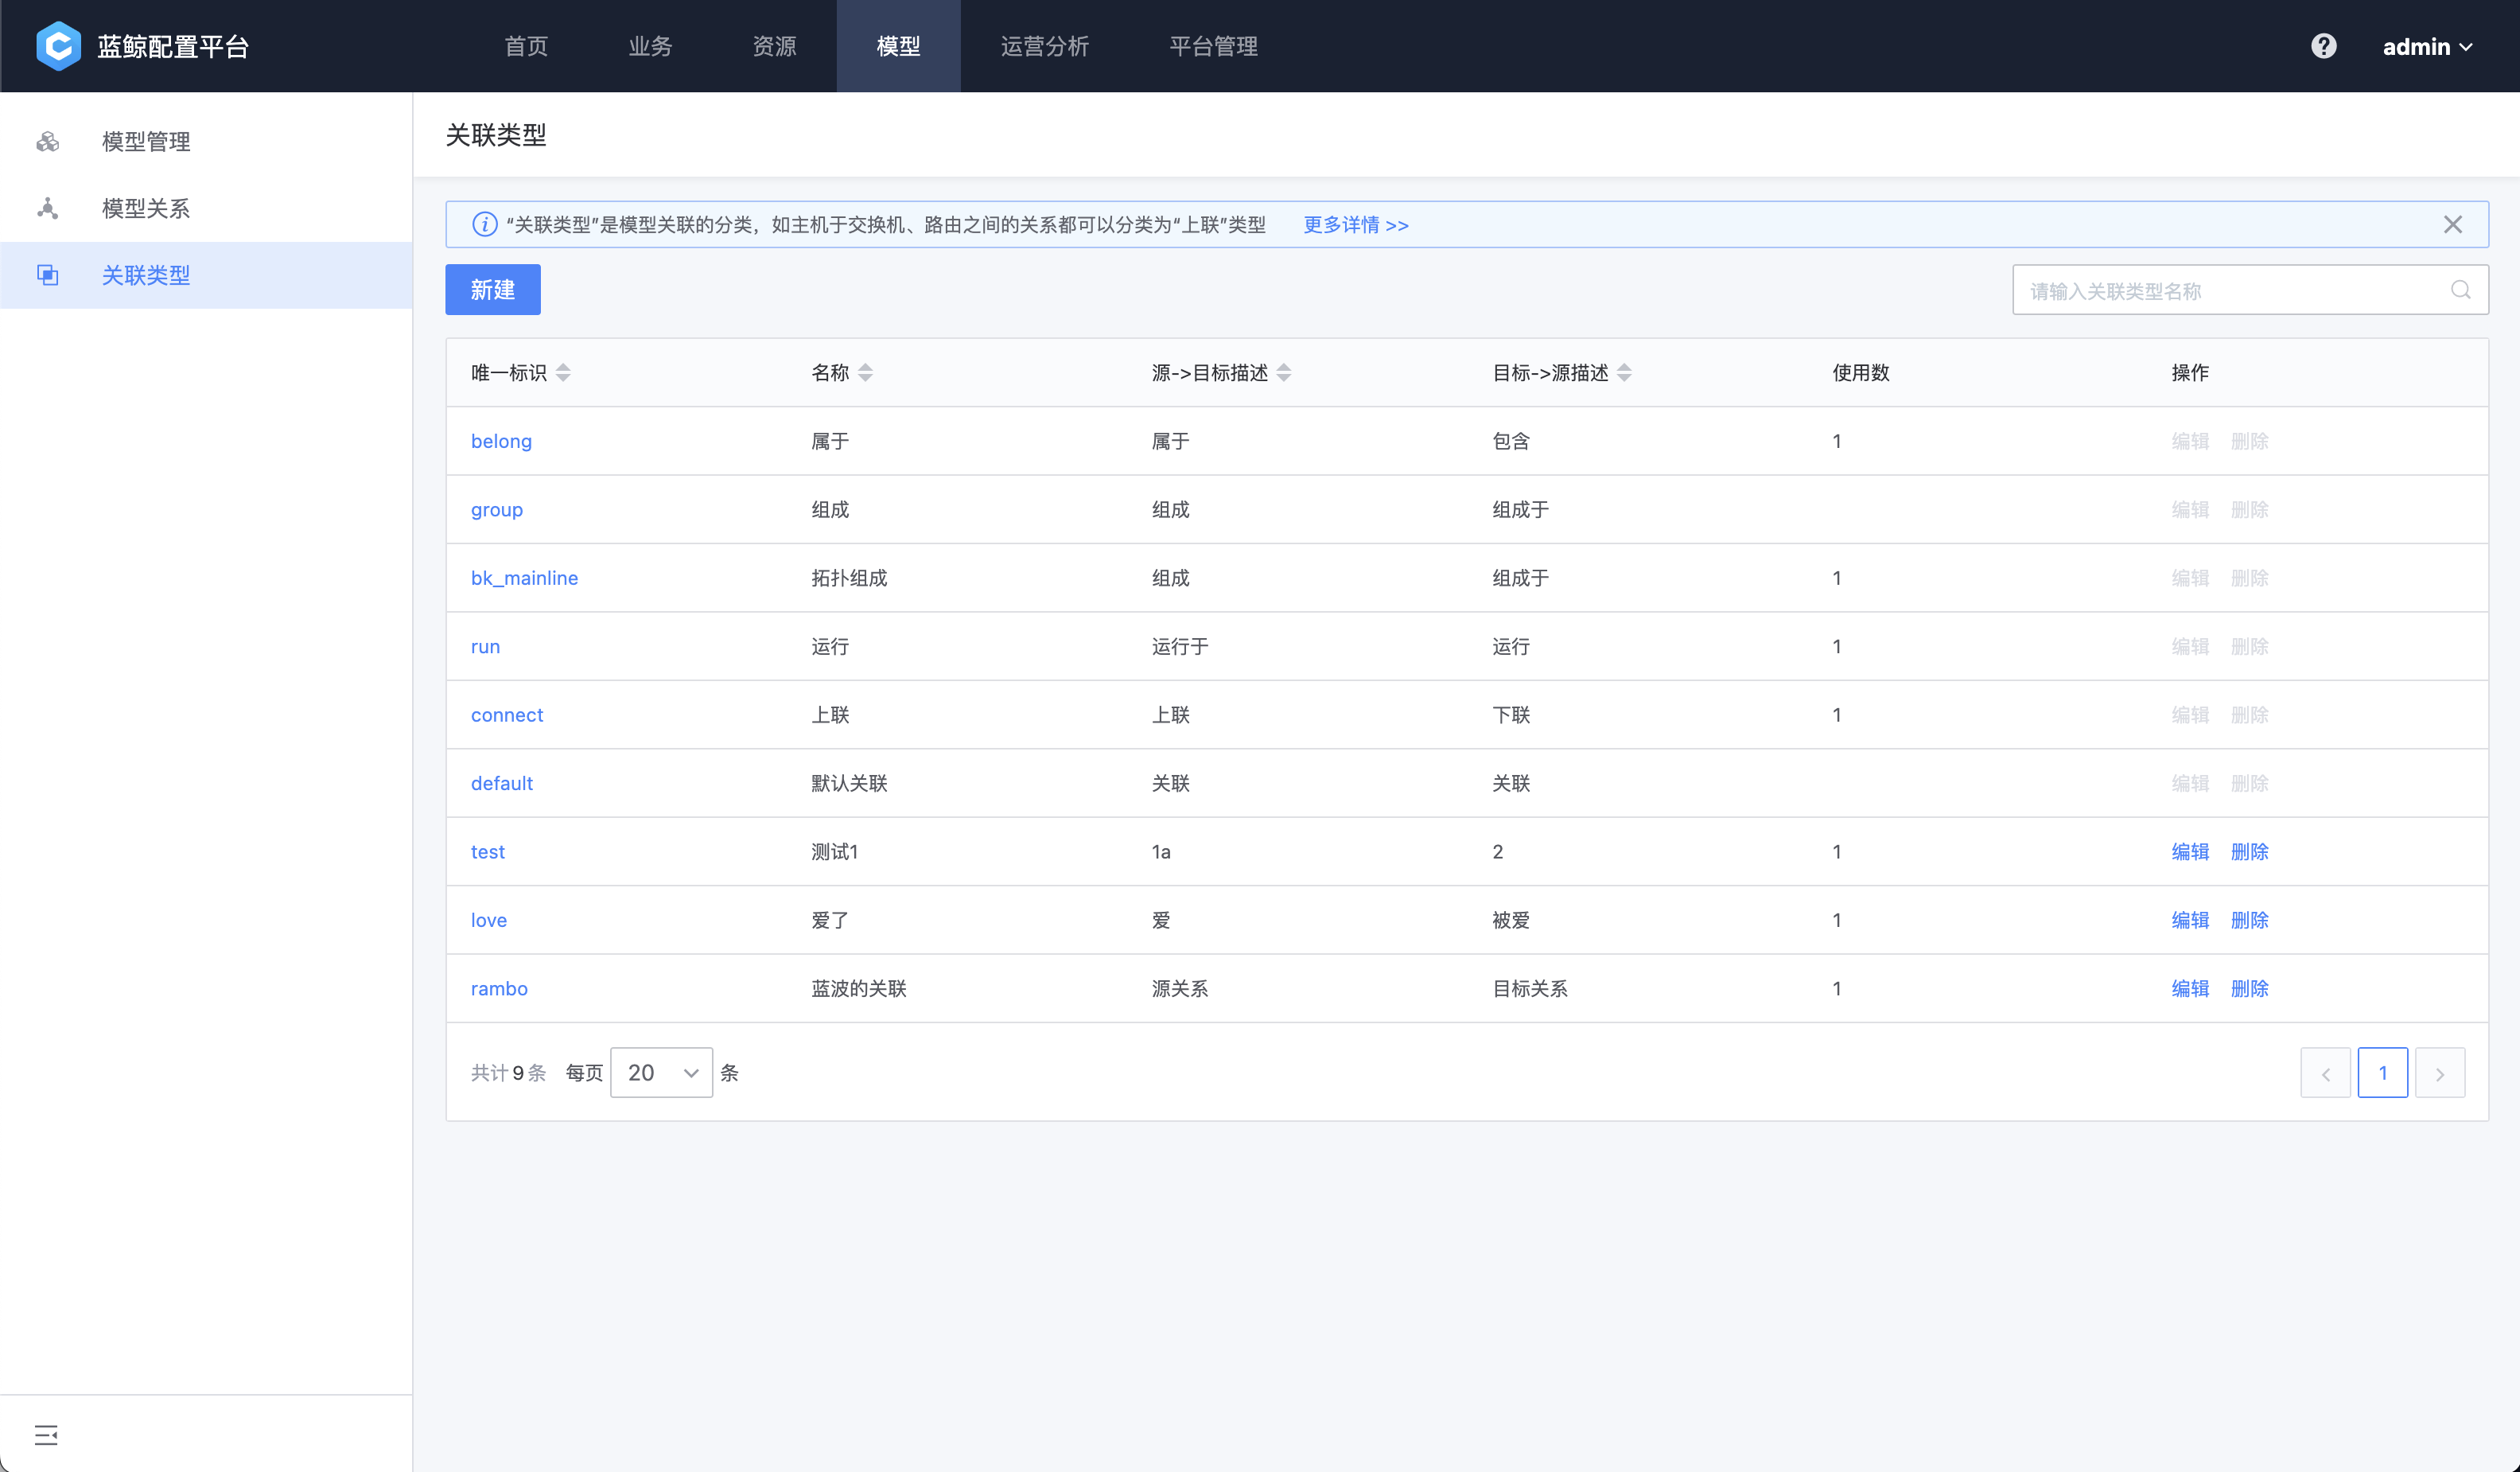 蓝鲸配置平台 首页 业务 资源 模型 运营分析 平台管理 admin
模型管理
模型关系
关联类型
关联类型
“关联类型”是模型关联的分类，如主机于交换机、路由之间的关系都可以分类为“上联”类型 更多详情 >>
新建 请输入关联类型名称
唯一标识 名称 源->目标描述 目标->源描述 使用数 操作
belong 属于 属于 包含 1 编辑 删除
group 组成 组成 组成于 编辑 删除
bk_mainline 拓扑组成 组成 组成于 1 编辑 删除
run 运行 运行于 运行 1 编辑 删除
connect 上联 上联 下联 1 编辑 删除
default 默认关联 关联 关联 编辑 删除
test 测试1 1a 2 1 编辑 删除
love 爱了 爱 被爱 1 编辑 删除
rambo 蓝波的关联 源关系 目标关系 1 编辑 删除
共计 9 条 每页 20 条 1